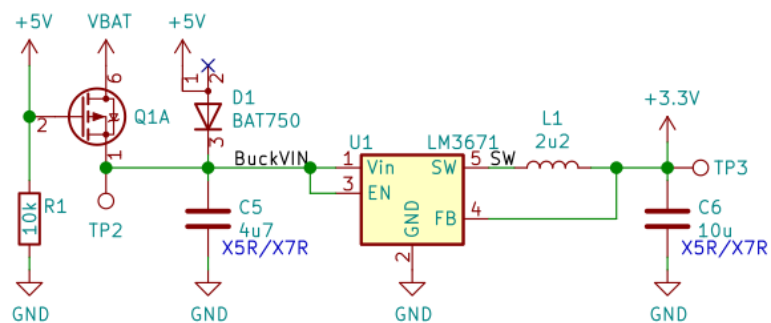 +5V
VBAT
+5V
6
1
2
D1
BAT750
3
Q1A
2
1
+3.3V
L1
2u2
U1
LM3671
BuckVIN
1
Vin
SW
5
SW
TP3
3
EN
R1
10k
TP2
C5
4u7
X5R/X7R
GND
FB
4
2
C6
10u
X5R/X7R
GND
GND
GND
GND